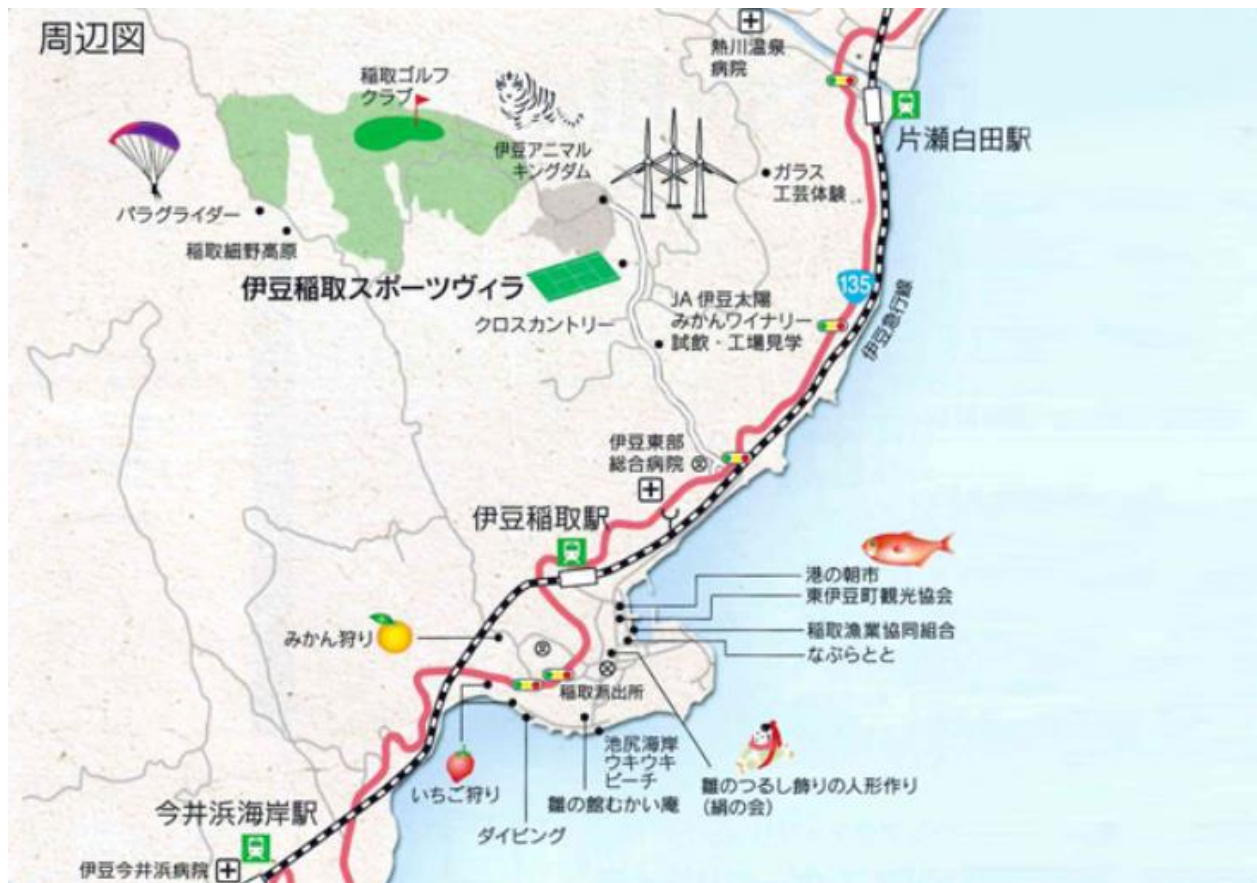 周辺図
熱川温泉
病院
稲取ゴルフ
クラブ
伊豆アニマル
キングダム
片瀬白田駅
ガラス
工芸体験
パラグライダー
稲取細野高原
伊豆稲取スポーツヴィラ
135
JA伊豆太陽
みかんワイナリー
試飲・工場見学
クロスカントリー
伊豆急行線
伊豆東部
総合病院
伊豆稲取駅
港の朝市
東伊豆町観光協会
稲取漁業協同組合
なぶらとと
みかん狩り
稲取派出所
池尻海岸
ウキウキ
ビーチ
雛のつるし飾りの人形作り
(絹の会)
いちご狩り
雛の館むかい庵
ダイビング
今井浜海岸駅
伊豆今井浜病院